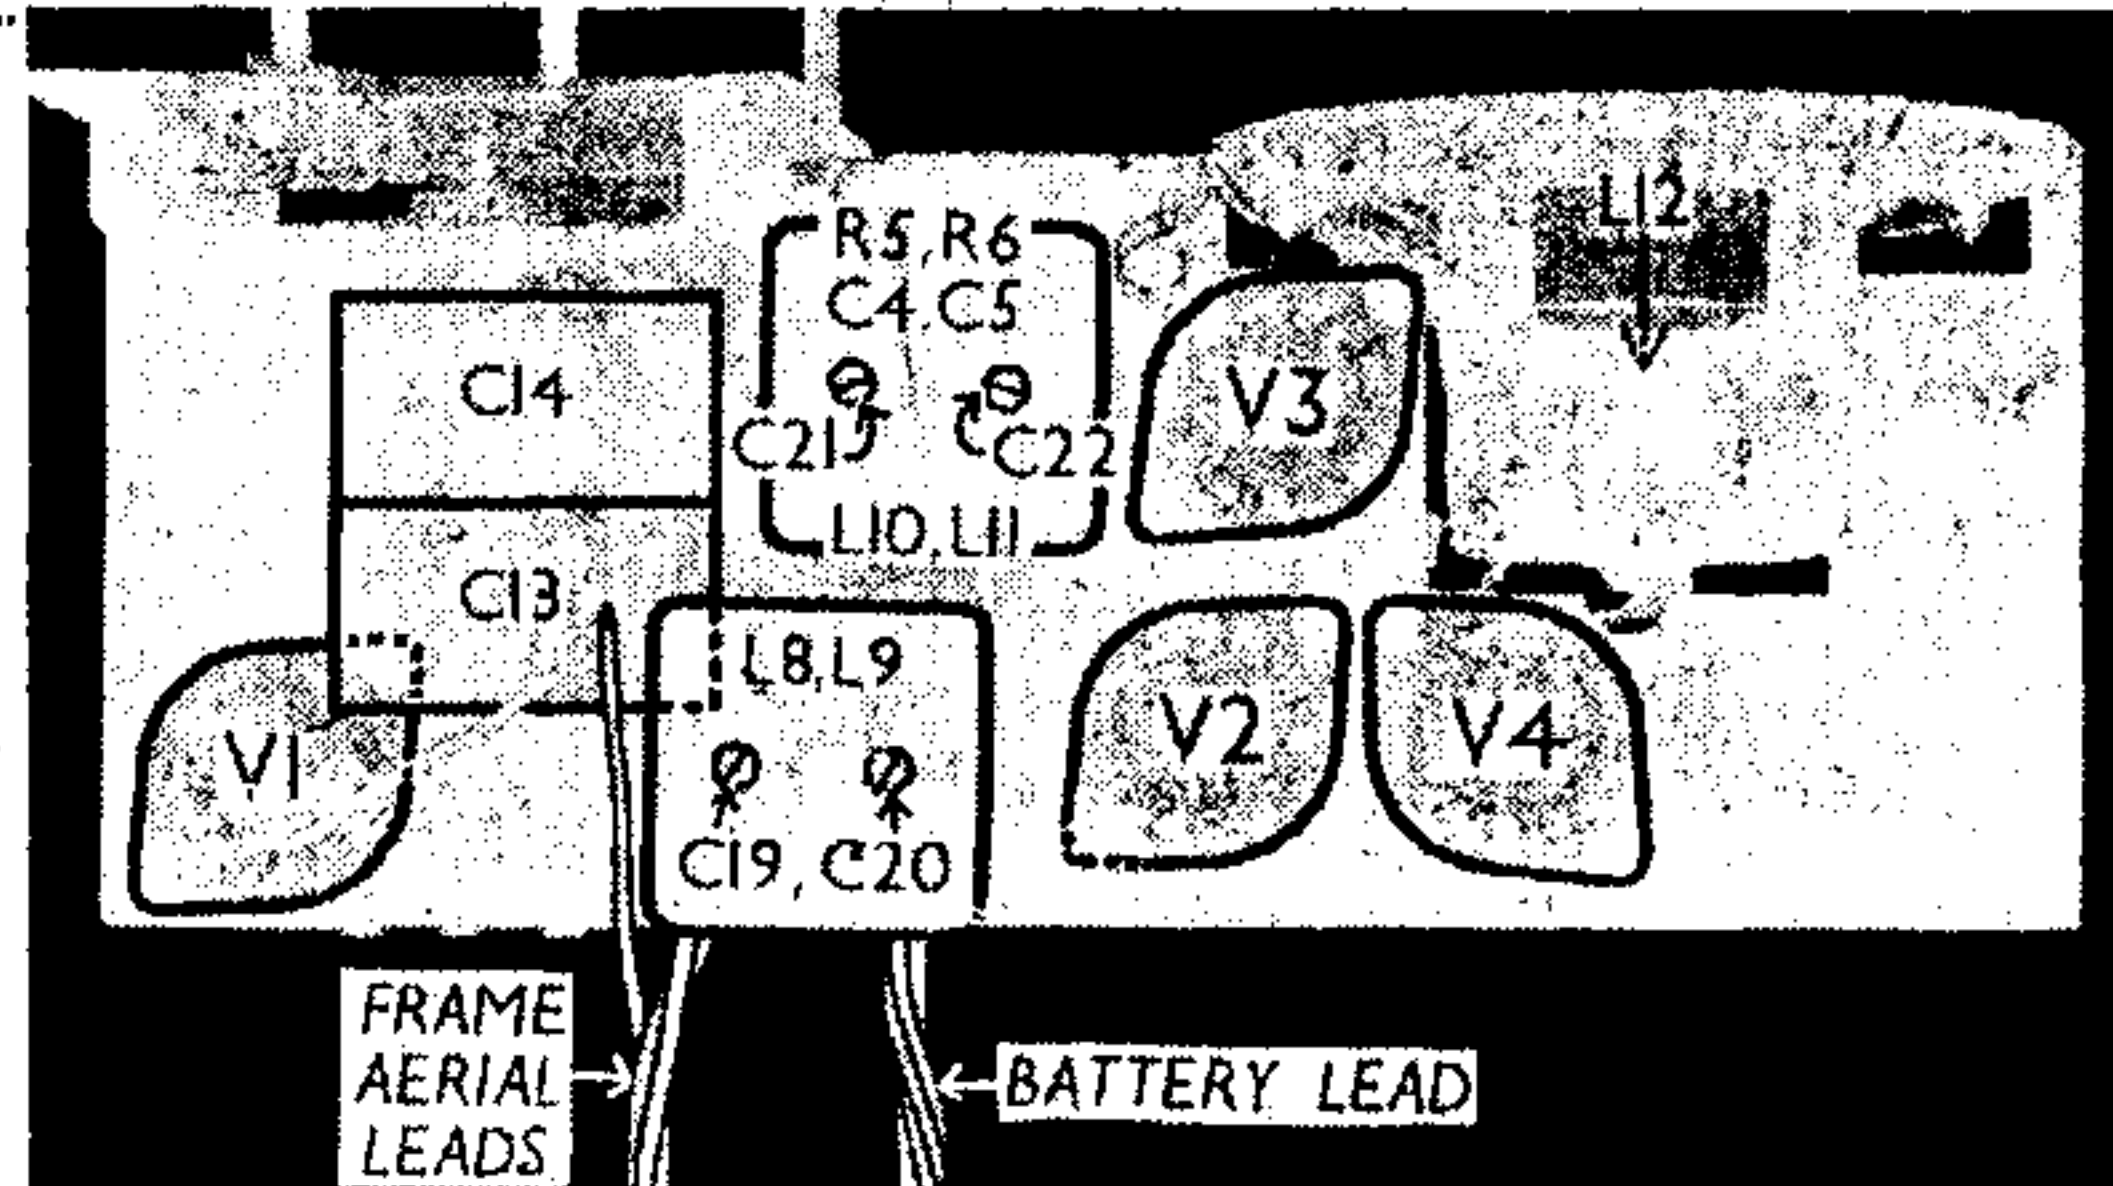 R5, R6
C4, C5
C21
C22
L10, L11
L12
C14
V3
C13
L8, L9
V1
C19, C20
V2
V4
FRAME
AERIAL
LEADS
BATTERY LEAD